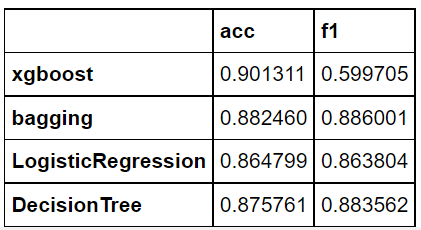 acc f1
xgboost 0.901311 0.599705
bagging 0.882460 0.886001
LogisticRegression 0.864799 0.863804
DecisionTree 0.875761 0.883562